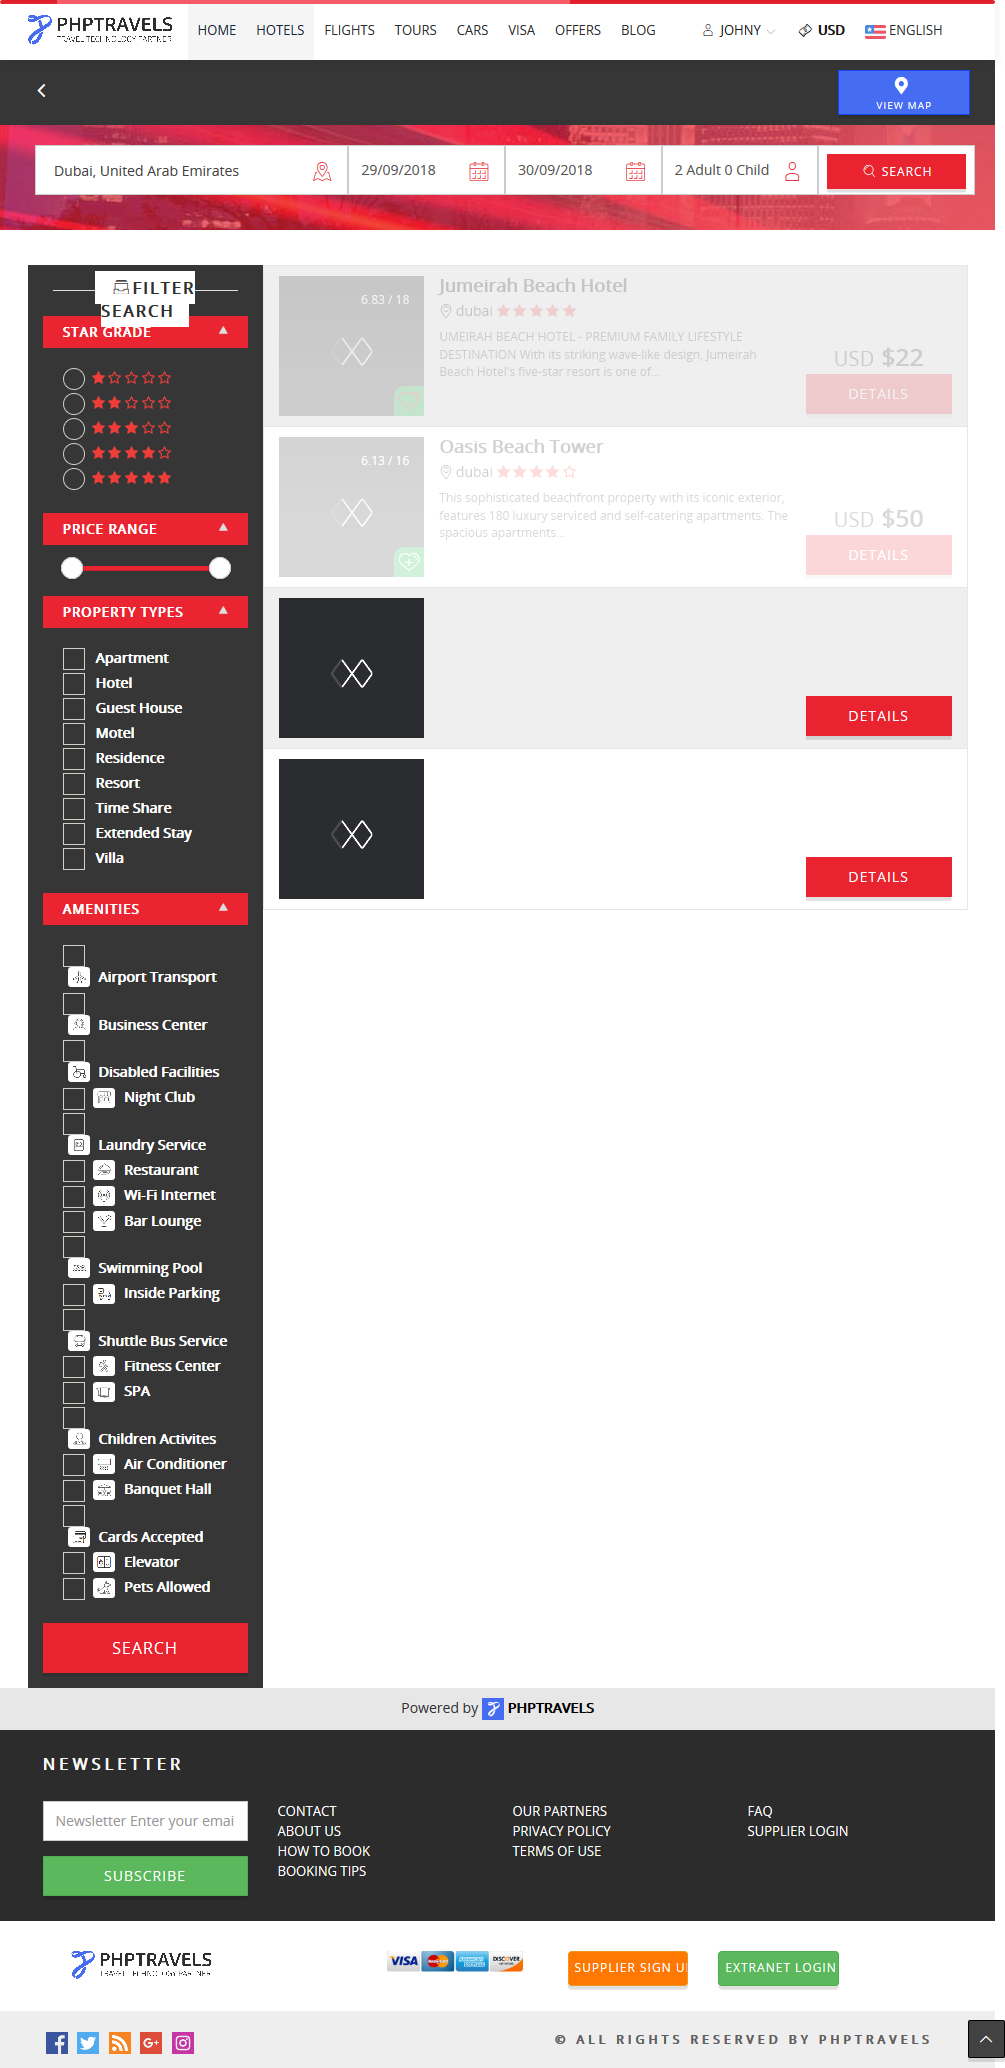 PHPTRAVELS
TRAVEL TECHNOLOGY PARTNER
HOME HOTELS FLIGHTS TOURS CARS VISA OFFERS BLOG JOHNY USD ENGLISH
VIEW MAP
Dubai, United Arab Emirates 29/09/2018 30/09/2018 2 Adult 0 Child SEARCH
FILTER
SEARCH
STAR GRADE
PRICE RANGE
PROPERTY TYPES
Apartment
Hotel
Guest House
Motel
Residence
Resort
Time Share
Extended Stay
Villa
AMENITIES
Airport Transport
Business Center
Disabled Facilities
Night Club
Laundry Service
Restaurant
Wi-Fi Internet
Bar Lounge
Swimming Pool
Inside Parking
Shuttle Bus Service
Fitness Center
SPA
Children Activites
Air Conditioner
Banquet Hall
Cards Accepted
Elevator
Pets Allowed
SEARCH
6.83 / 18
Jumeirah Beach Hotel
dubai
UMEIRAH BEACH HOTEL - PREMIUM FAMILY LIFESTYLE
DESTINATION With its striking wave-like design, Jumeirah
Beach Hotel's five-star resort is one of...
USD $22
DETAILS
6.13 / 16
Oasis Beach Tower
dubai
This sophisticated beachfront property with its iconic exterior,
features 180 luxury serviced and self-catering apartments. The
spacious apartments...
USD $50
DETAILS
DETAILS
DETAILS
Powered by PHPTRAVELS
NEWSLETTER
Newsletter Enter your emai
SUBSCRIBE
CONTACT
ABOUT US
HOW TO BOOK
BOOKING TIPS
OUR PARTNERS
PRIVACY POLICY
TERMS OF USE
FAQ
SUPPLIER LOGIN
PHPTRAVELS
TRAVEL TECHNOLOGY PARTNER
VISA MasterCard AMERICAN EXPRESS DISCOVER
SUPPLIER SIGN U
EXTRANET LOGIN
© ALL RIGHTS RESERVED BY PHPTRAVELS